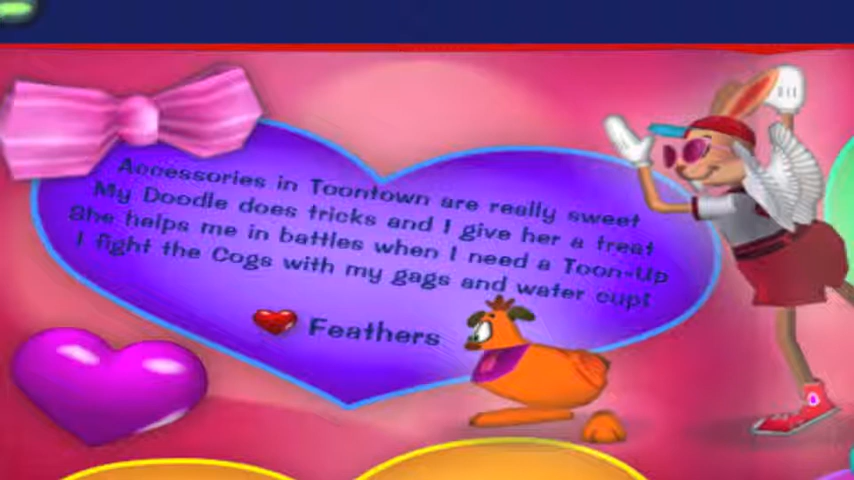 Accessories in Toontown are really sweet
My Doodle does tricks and I give her a treat
She helps me in battles when I need a Toon-Up
I fight the Cogs with my gags and water cup!
Feathers